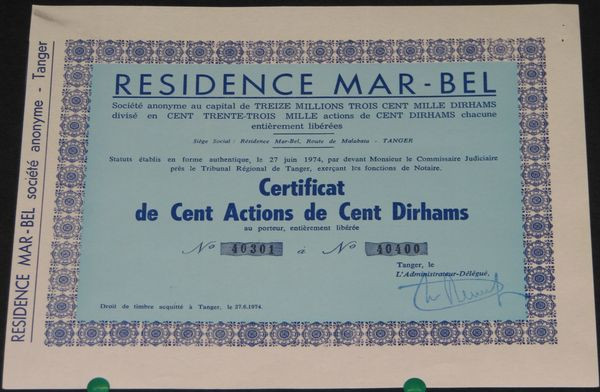 RESIDENCE MAR-BEL société anonyme - Tanger
RESIDENCE MAR-BEL
Société anonyme au capital de TREIZE MILLIONS TROIS CENT MILLE DIRHAMS
divisé en CENT TRENTE-TROIS MILLE actions de CENT DIRHAMS chacune
entièrement libérées
Siège Social : Résidence Mar-Bel, Route de Malabata - TANGER
Statuts établis en forme authentique, le 27 juin 1974, par devant Monsieur le Commissaire Judiciaire
près le Tribunal Régional de Tanger, exerçant les fonctions de Notaire.
Certificat
de Cent Actions de Cent Dirhams
au porteur, entièrement libérée
No 40301 à No 40400
Tanger, le
L'Administrateur-Délégué,
Droit de timbre acquitté à Tanger, le 27.6.1974.